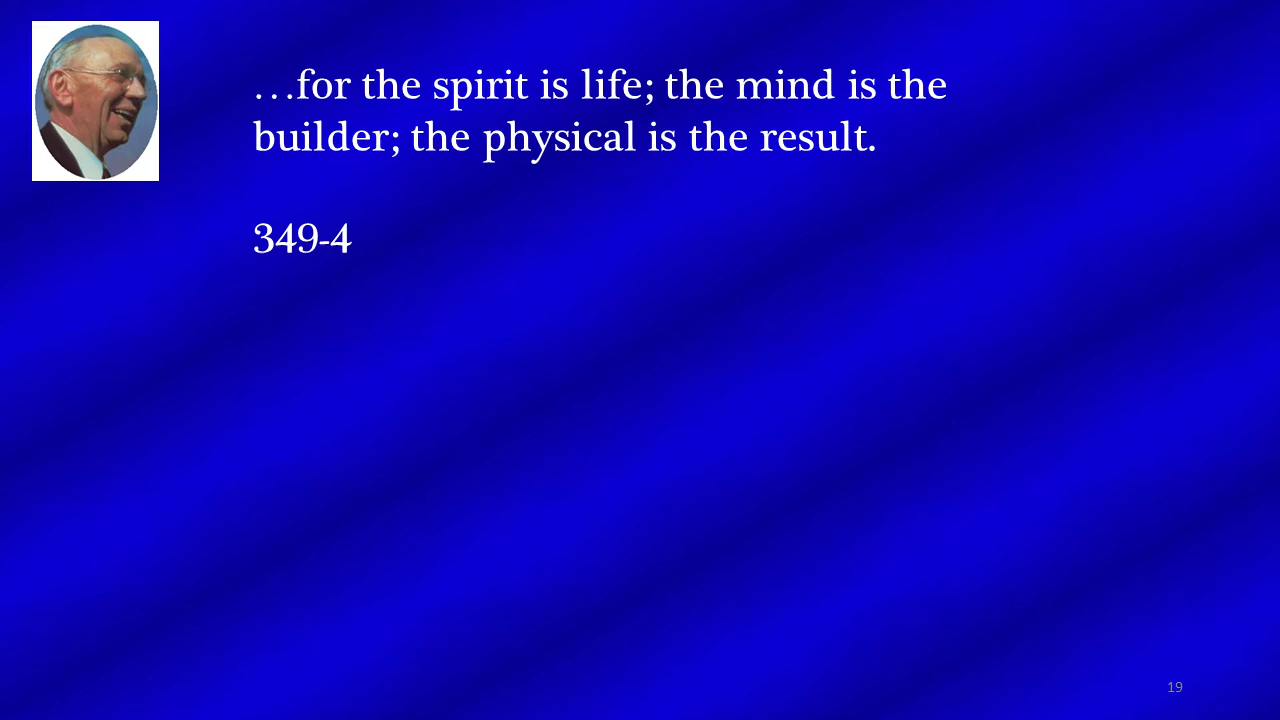 …for the spirit is life; the mind is the
builder; the physical is the result.
349-4
19